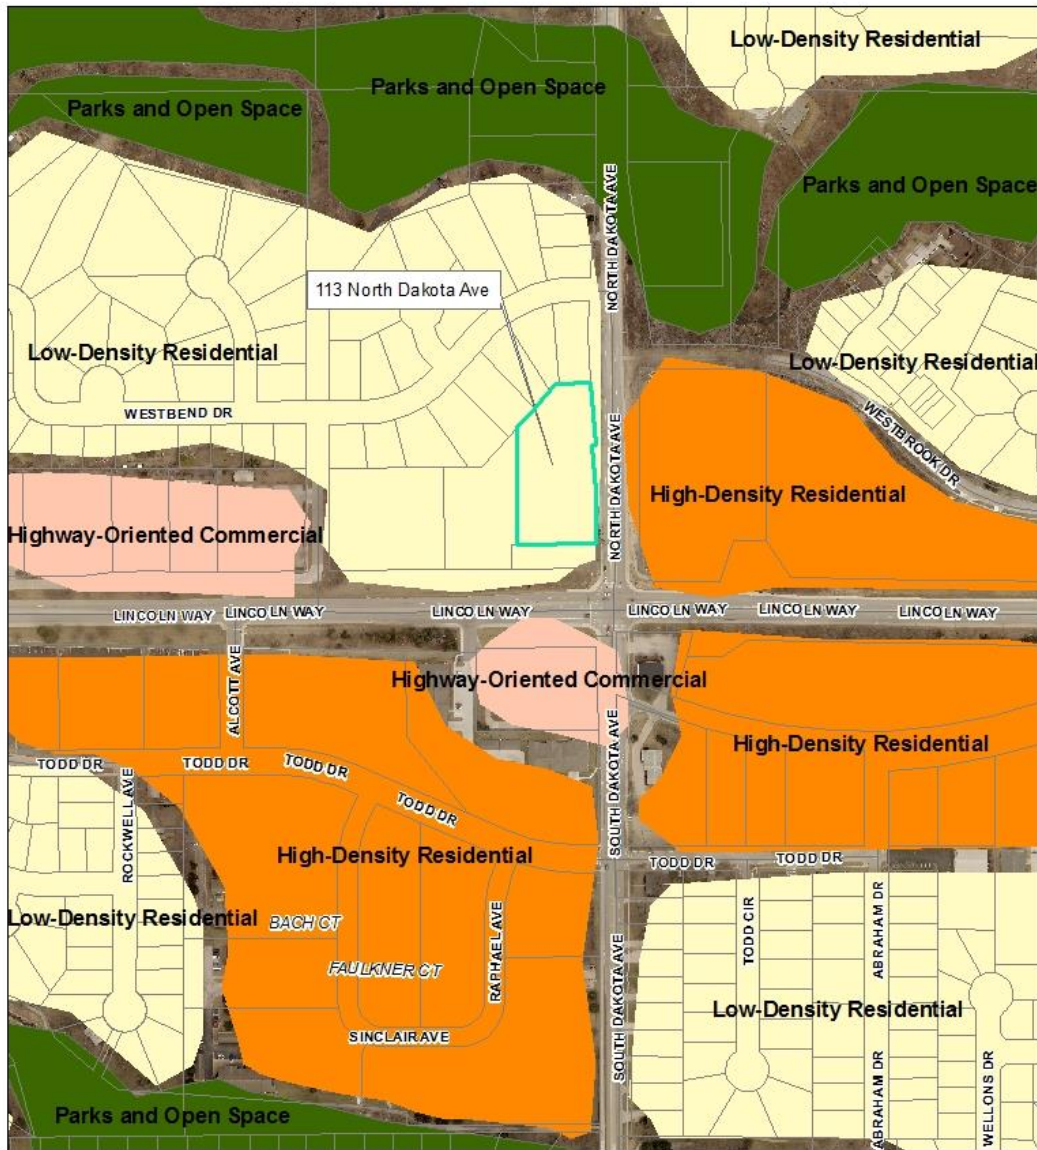 Low-Density Residential
Parks and Open Space
Parks and Open Space
Parks and Open Space
NORTH DAKOTA AVE
113 North Dakota Ave
Low-Density Residential
Low-Density Residential
WESTBEND DR
WESTBROOK DR
NORTH DAKOTA AVE
High-Density Residential
Highway-Oriented Commercial
LINCOLN WAY
LINCOLN WAY
LINCOLN WAY
LINCOLN WAY
LINCOLN WAY
LINCOLN WAY
ALCOTT AVE
Highway-Oriented Commercial
High-Density Residential
TODD DR
TODD DR
TODD DR
TODD DR
SOUTH DAKOTA AVE
ROCKWELL AVE
High-Density Residential
TODD DR
TODD DR
Low-Density Residential
BACH CT
FAULKNER CT
RAPHAEL AVE
SINCLAIR AVE
SOUTH DAKOTA AVE
TODD CIR
ABRAHAM DR
Low-Density Residential
ABRAHAM DR
WELLONS DR
Parks and Open Space